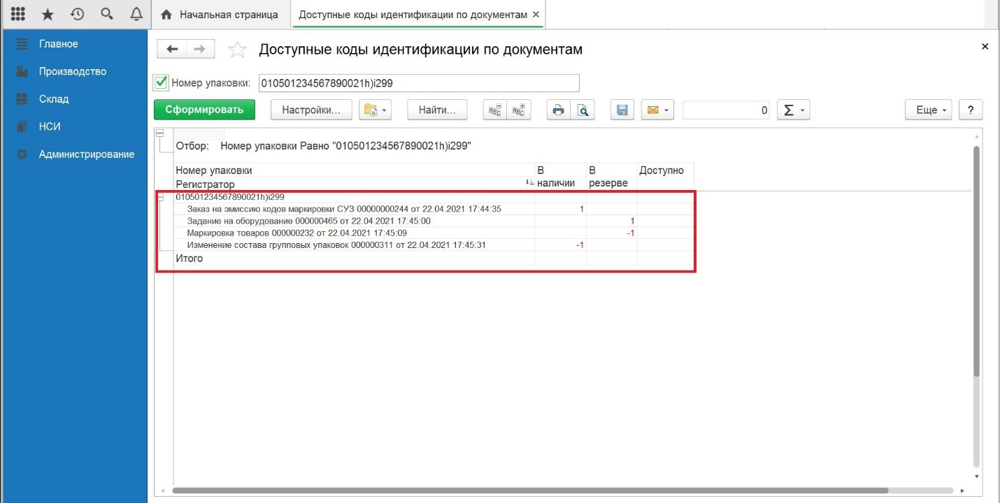 Начальная страница
Доступные коды идентификации по документам ×
Главное
Производство
Склад
НСИ
Администрирование
Доступные коды идентификации по документам
Номер упаковки: 010501234567890021h)i299
Сформировать Настройки... Найти... 0 Σ Еще ?
Отбор: Номер упаковки Равно "010501234567890021h)i299"
Номер упаковки В наличии В резерве Доступно
Регистратор
010501234567890021h)i299
Заказ на эмиссию кодов маркировки СУЗ 00000000244 от 22.04.2021 17:44:35 1
Задание на оборудование 000000465 от 22.04.2021 17:45:00 1
Маркировка товаров 000000232 от 22.04.2021 17:45:09 -1
Изменение состава групповых упаковок 000000311 от 22.04.2021 17:45:31 -1
Итого